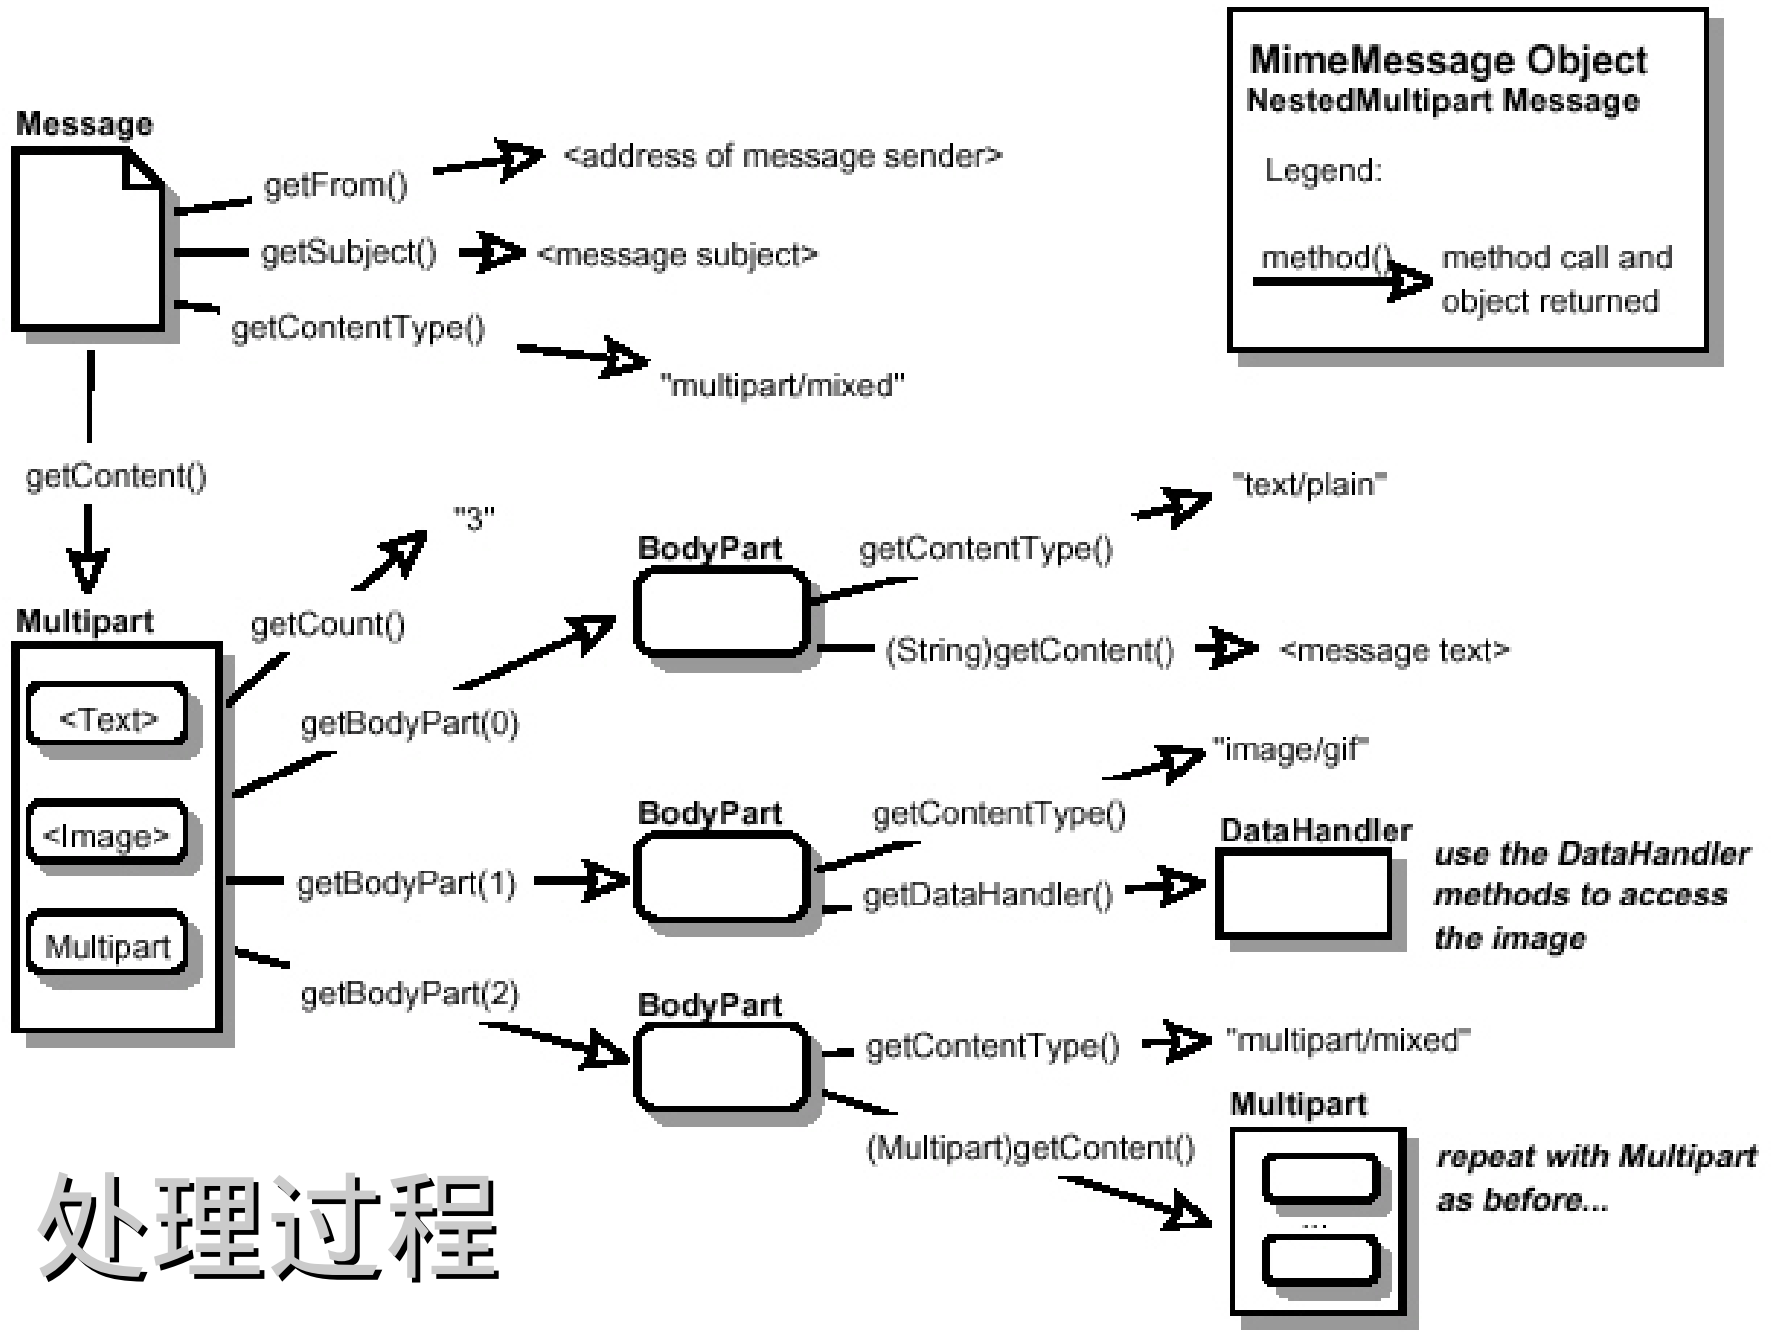 MimeMessage Object
NestedMultipart Message
Legend:
method()
method call and
object returned
Message
getFrom()
<address of message sender>
getSubject()
<message subject>
getContentType()
"multipart/mixed"
getContent()
Multipart
<Text>
<Image>
Multipart
getCount()
"3"
getBodyPart(0)
BodyPart
getContentType()
"text/plain"
(String)getContent()
<message text>
getBodyPart(1)
BodyPart
getContentType()
"image/gif"
getDataHandler()
DataHandler
use the DataHandler
methods to access
the image
getBodyPart(2)
BodyPart
getContentType()
"multipart/mixed"
(Multipart)getContent()
Multipart
...
repeat with Multipart
as before...
处理过程